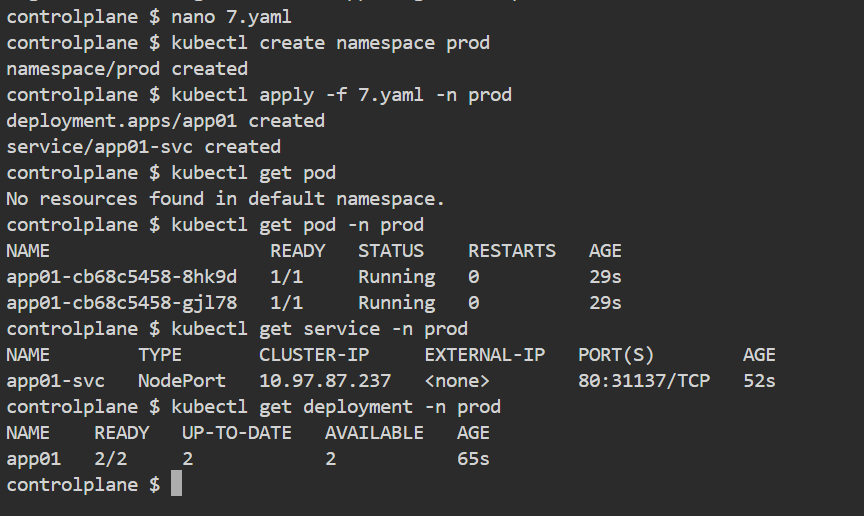 controlplane $ nano 7.yaml
controlplane $ kubectl create namespace prod
namespace/prod created
controlplane $ kubectl apply -f 7.yaml -n prod
deployment.apps/app01 created
service/app01-svc created
controlplane $ kubectl get pod
No resources found in default namespace.
controlplane $ kubectl get pod -n prod
NAME                    READY   STATUS    RESTARTS   AGE
app01-cb68c5458-8hk9d   1/1     Running   0          29s
app01-cb68c5458-gjl78   1/1     Running   0          29s
controlplane $ kubectl get service -n prod
NAME        TYPE       CLUSTER-IP     EXTERNAL-IP   PORT(S)        AGE
app01-svc   NodePort   10.97.87.237   <none>        80:31137/TCP   52s
controlplane $ kubectl get deployment -n prod
NAME    READY   UP-TO-DATE   AVAILABLE   AGE
app01   2/2     2            2           65s
controlplane $